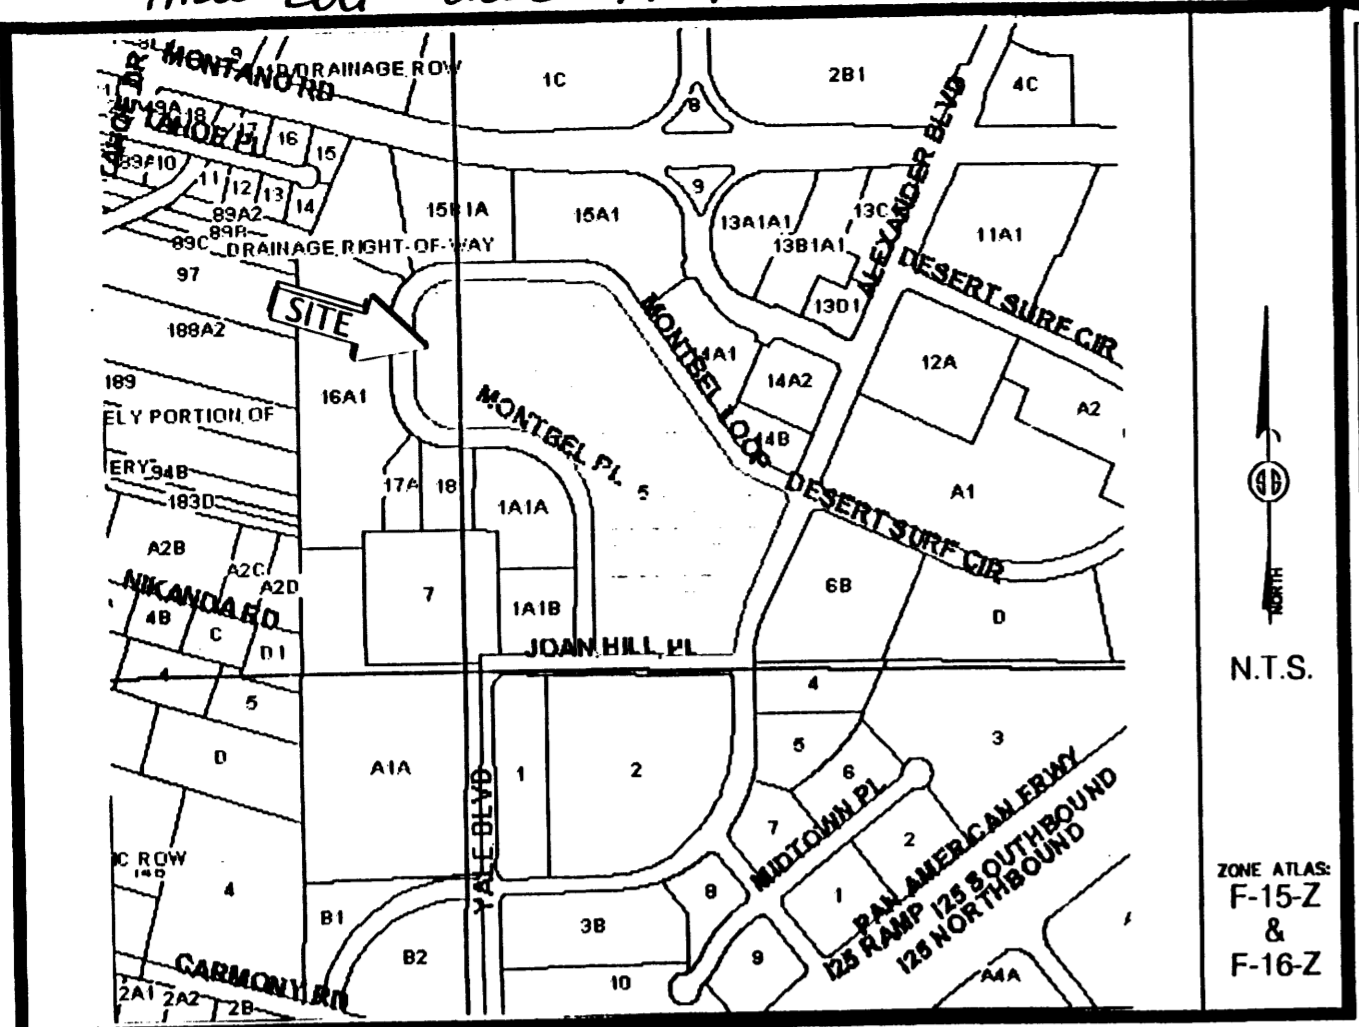 9
MONTANO RD
DRAINAGE ROW
1C
2B1
4C
8
49A
18
17
16
15
TAHOE PL
89A
10
11
12
13
14
89A2
89B
89C
DRAINAGE RIGHT-OF-WAY
15B1A
15A1
9
13A1A1
13B1A1
13C
ALEXANDER BLVD
11A1
DESERT SURF CIR
13D1
97
SITE
188A2
189
16A1
ELY PORTION OF
ERY
94B
183D
MONTBEL LOOP
14A2
14B
12A
A2
A1
MONTBEL PL
17A
18
1A1A
DESERT SURF CIR
A2B
A2C
A2D
NIKANDA RD
4B
C
D1
7
1A1B
6B
D
JOAN HILL PL
4
5
D
A1A
1
2
YALE BLVD
4
5
6
3
7
MIDTOWN PL
2
8
1
PAN AMERICAN FRWY
I25 RAMP I25 SOUTHBOUND
I25 NORTHBOUND
C ROW
14D
4
B1
B2
3B
10
9
A4A
CARMONY RD
2A1
2A2
2B
NORTH
N.T.S.
ZONE ATLAS:
F-15-Z
&
F-16-Z